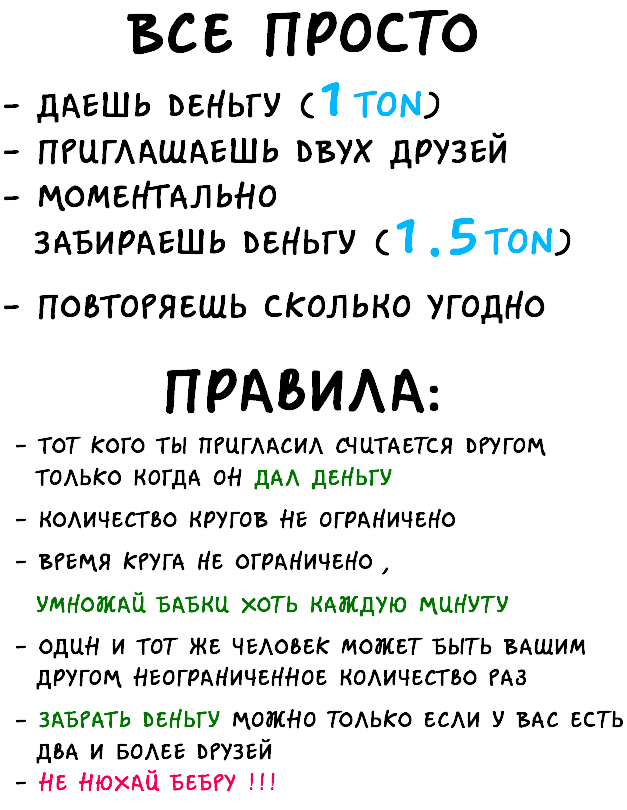 ВСЕ ПРОСТО
- ДАЕШЬ ДЕНЬГУ (1 TON)
- ПРИГЛАШАЕШЬ ДВУХ ДРУЗЕЙ
- МОМЕНТАЛЬНО
ЗАБИРАЕШЬ ДЕНЬГУ (1.5 TON)
- ПОВТОРЯЕШЬ СКОЛЬКО УГОДНО
ПРАВИЛА:
- ТОТ КОГО ТЫ ПРИГЛАСИЛ СЧИТАЕТСЯ ДРУГОМ
ТОЛЬКО КОГДА ОН ДАЛ ДЕНЬГУ
- КОЛИЧЕСТВО КРУГОВ НЕ ОГРАНИЧЕНО
- ВРЕМЯ КРУГА НЕ ОГРАНИЧЕНО ,
УМНОЖАЙ БАБКИ ХОТЬ КАЖДУЮ МИНУТУ
- ОДИН И ТОТ ЖЕ ЧЕЛОВЕК МОЖЕТ БЫТЬ ВАШИМ
ДРУГОМ НЕОГРАНИЧЕННОЕ КОЛИЧЕСТВО РАЗ
- ЗАБРАТЬ ДЕНЬГУ МОЖНО ТОЛЬКО ЕСЛИ У ВАС ЕСТЬ
ДВА И БОЛЕЕ ДРУЗЕЙ
- НЕ НЮХАЙ БЕБРУ !!!